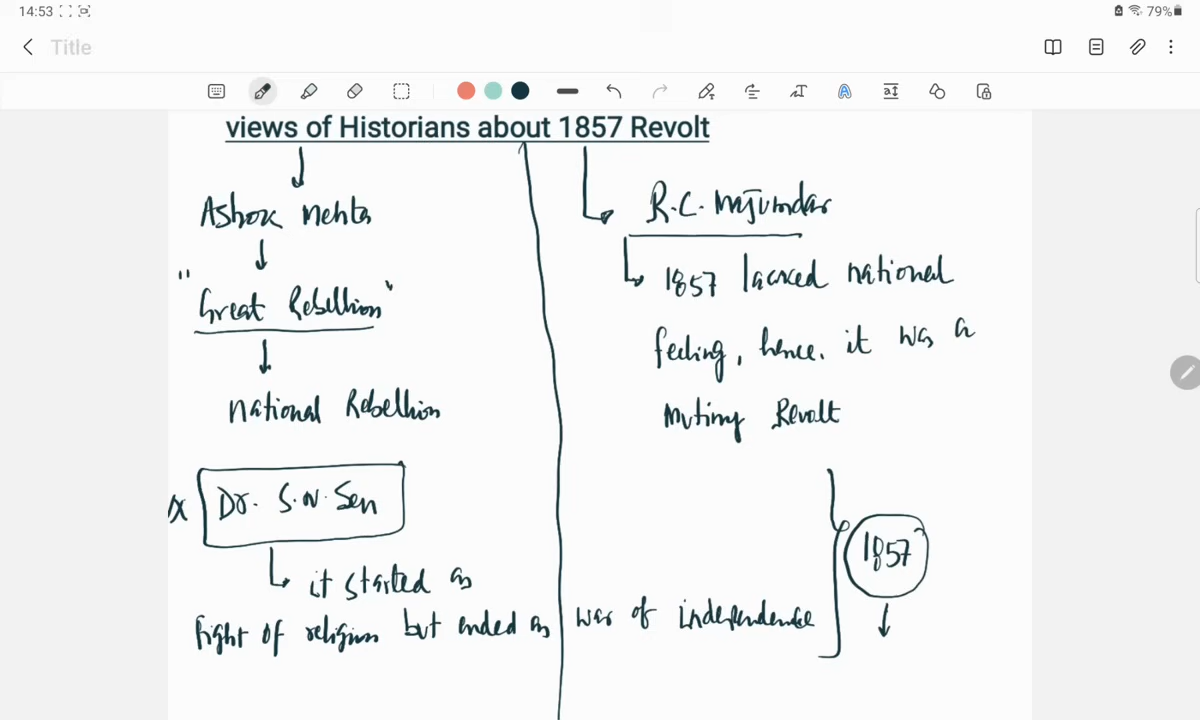 14:53
79%
Title
views of Historians about 1857 Revolt
Ashok Mehta
"Great Rebellion"
National Rebellion
Dr. S.N. Sen
it started as
fight of religion but ended as war of independence
R.C. Majumdar
1857 lacked national
feeling, hence. it was a
Mutiny Revolt
1857